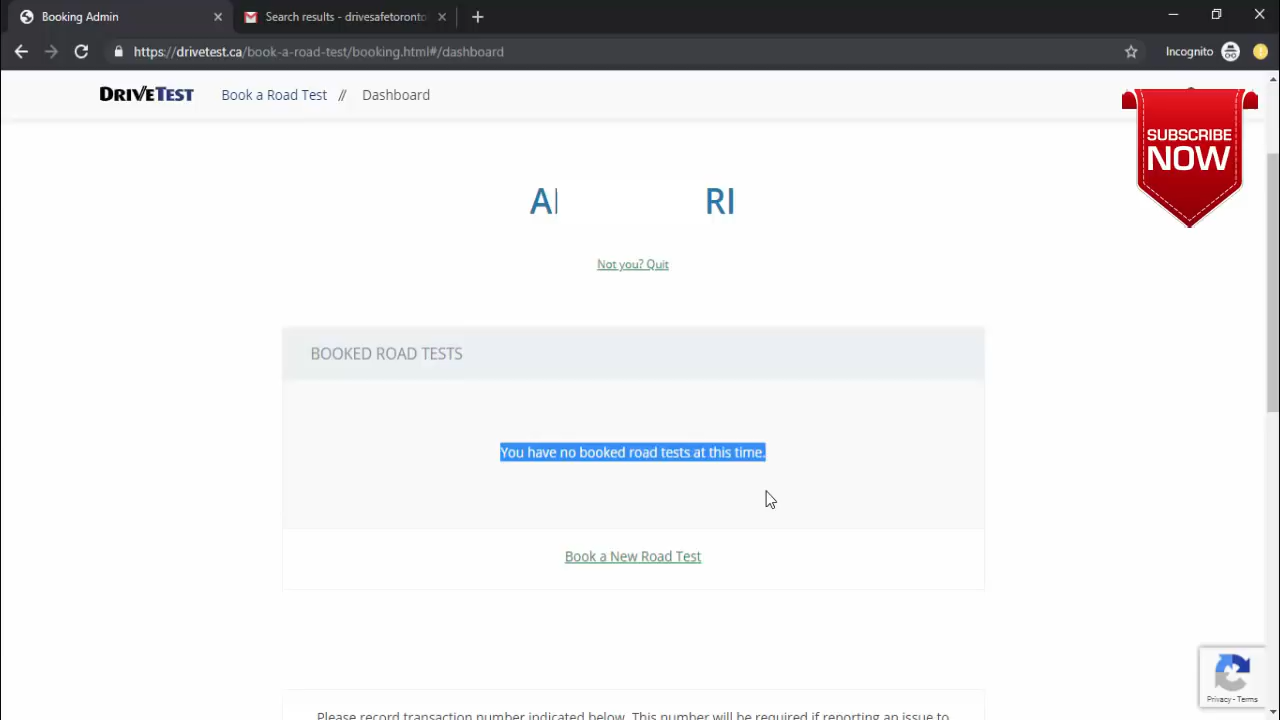 Booking Admin
Search results - drivesafetoronto
https://drivetest.ca/book-a-road-test/booking.html#/dashboard
Incognito
DRIVETEST
Book a Road Test // Dashboard
SUBSCRIBE
NOW
RI
Not you? Quit
BOOKED ROAD TESTS
You have no booked road tests at this time.
Book a New Road Test
Privacy - Terms
Please record transaction number indicated below. This number will be required if reporting an issue to